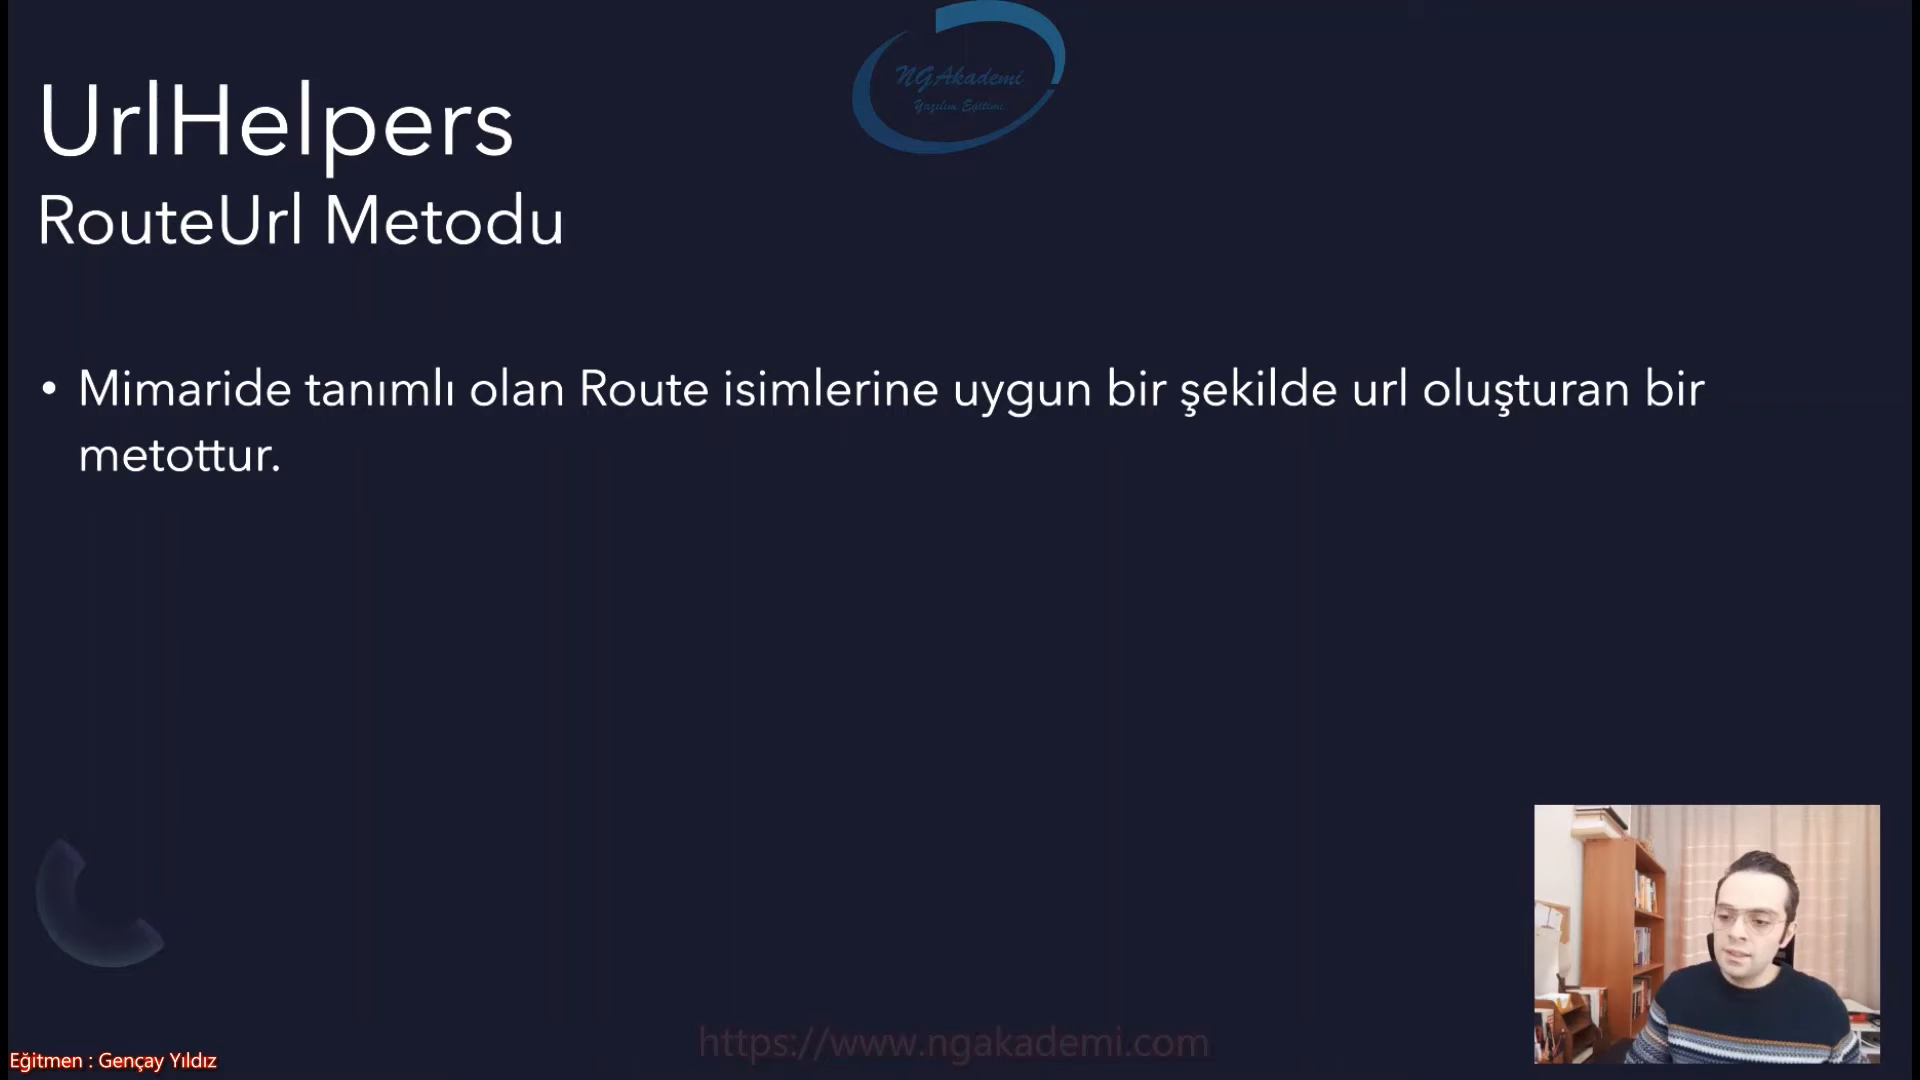 NGAkademi
Yazılım Eğitimi
UrlHelpers
RouteUrl Metodu
• Mimaride tanımlı olan Route isimlerine uygun bir şekilde url oluşturan bir
metottur.
https://www.ngakademi.com
Eğitmen : Gençay Yıldız